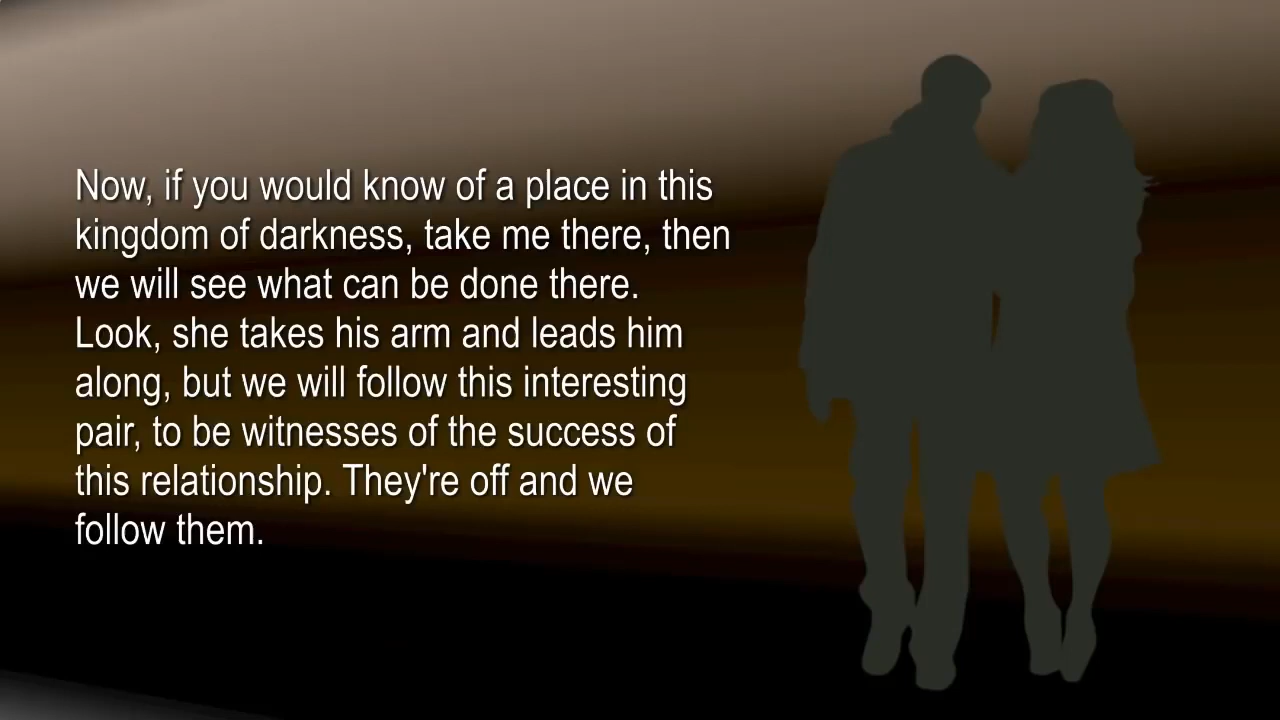 Now, if you would know of a place in this
kingdom of darkness, take me there, then
we will see what can be done there.
Look, she takes his arm and leads him
along, but we will follow this interesting
pair, to be witnesses of the success of
this relationship. They're off and we
follow them.